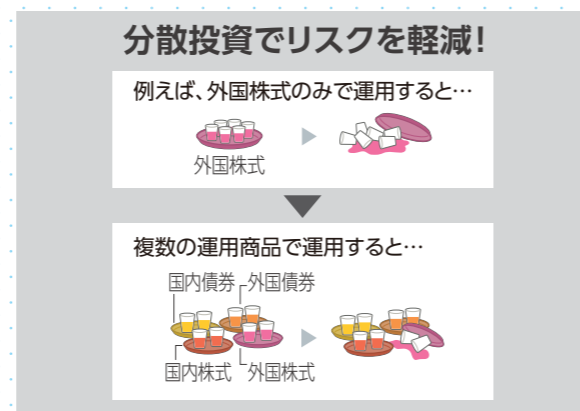 分散投資でリスクを軽減!
例えば、外国株式のみで運用すると…
外国株式
複数の運用商品で運用すると…
国内債券 外国債券
国内株式 外国株式